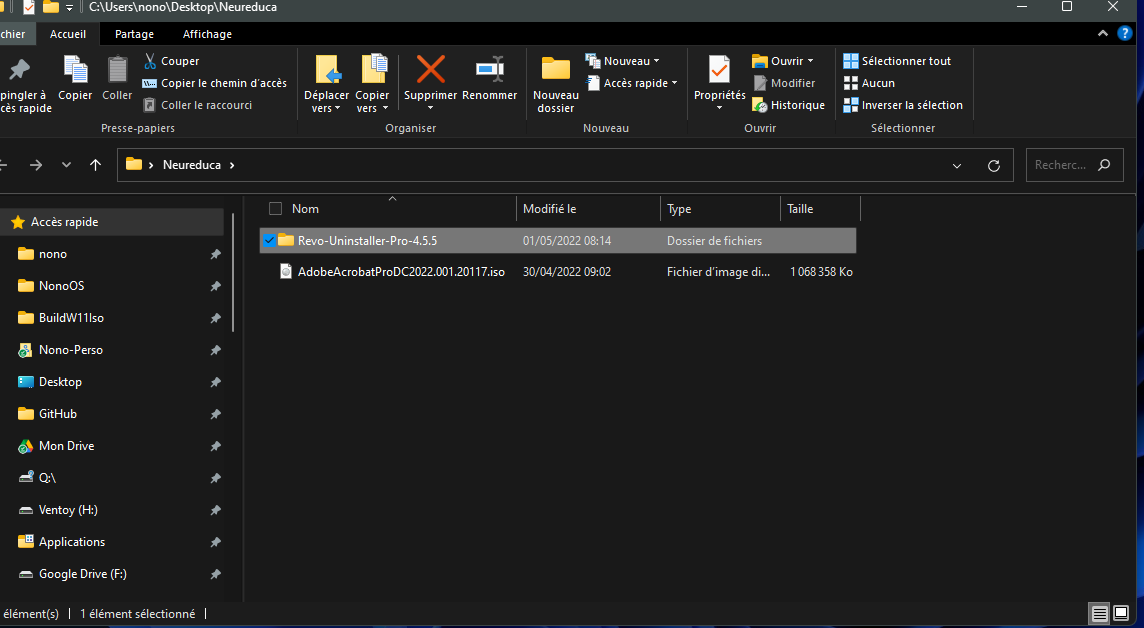 C:\Users\nono\Desktop\Neureduca
chier Accueil Partage Affichage
pingler à
cès rapide
Copier
Coller
Couper
Copier le chemin d'accès
Coller le raccourci
Déplacer
vers
Copier
vers
Supprimer
Renommer
Nouveau
dossier
Nouveau
Accès rapide
Propriétés
Ouvrir
Modifier
Historique
Sélectionner tout
Aucun
Inverser la sélection
Presse-papiers Organiser Nouveau Ouvrir Sélectionner
Neureduca
Recherc...
Nom Modifié le Type Taille
Revo-Uninstaller-Pro-4.5.5 01/05/2022 08:14 Dossier de fichiers
AdobeAcrobatProDC2022.001.20117.iso 30/04/2022 09:02 Fichier d'image di... 1 068 358 Ko
Accès rapide
nono
NonoOS
BuildW11Iso
Nono-Perso
Desktop
GitHub
Mon Drive
Q:\
Ventoy (H:)
Applications
Google Drive (F:)
élément(s) 1 élément sélectionné